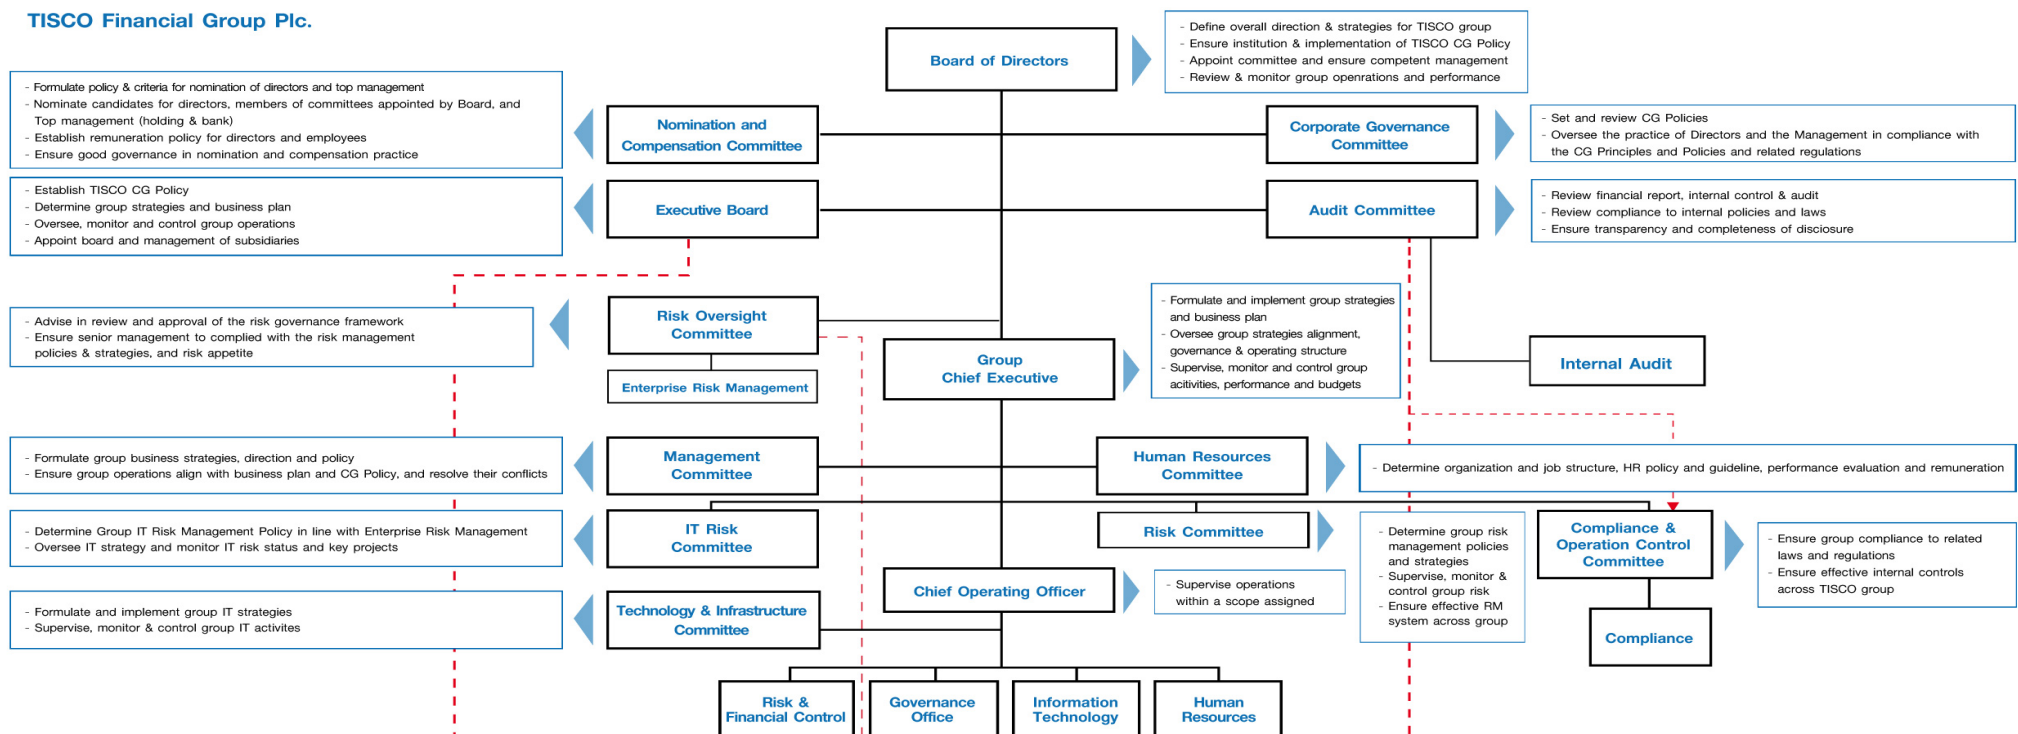 TISCO Financial Group Plc.
Board of Directors
- Define overall direction & strategies for TISCO group
- Ensure institution & implementation of TISCO CG Policy
- Appoint committee and ensure competent management
- Review & monitor group openrations and performance
- Formulate policy & criteria for nomination of directors and top management
- Nominate candidates for directors, members of committees appointed by Board, and
Top management (holding & bank)
- Establish remuneration policy for directors and employees
- Ensure good governance in nomination and compensation practice
Nomination and
Compensation Committee
Corporate Governance
Committee
- Set and review CG Policies
- Oversee the practice of Directors and the Management in compliance with
the CG Principles and Policies and related regulations
- Establish TISCO CG Policy
- Determine group strategies and business plan
- Oversee, monitor and control group operations
- Appoint board and management of subsidiaries
Executive Board
Audit Committee
- Review financial report, internal control & audit
- Review compliance to internal policies and laws
- Ensure transparency and completeness of disclosure
- Advise in review and approval of the risk governance framework
- Ensure senior management to complied with the risk management
policies & strategies, and risk appetite
Risk Oversight
Committee
Enterprise Risk Management
Group
Chief Executive
- Formulate and implement group strategies
and business plan
- Oversee group strategies alignment,
governance & operating structure
- Supervise, monitor and control group
acitivities, performance and budgets
Internal Audit
- Formulate group business strategies, direction and policy
- Ensure group operations align with business plan and CG Policy, and resolve their conflicts
Management
Committee
Human Resources
Committee
- Determine organization and job structure, HR policy and guideline, performance evaluation and remuneration
- Determine Group IT Risk Management Policy in line with Enterprise Risk Management
- Oversee IT strategy and monitor IT risk status and key projects
IT Risk
Committee
Risk Committee
- Determine group risk
management policies
and strategies
- Supervise, monitor &
control group risk
- Ensure effective RM
system across group
Compliance &
Operation Control
Committee
- Ensure group compliance to related
laws and regulations
- Ensure effective internal controls
across TISCO group
Chief Operating Officer
- Supervise operations
within a scope assigned
- Formulate and implement group IT strategies
- Supervise, monitor & control group IT activites
Technology & Infrastructure
Committee
Compliance
Risk &
Financial Control
Governance
Office
Information
Technology
Human
Resources